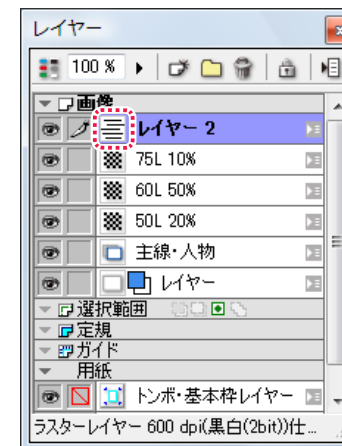 レイヤー
100 %
画像
レイヤー 2
75L 10%
60L 50%
50L 20%
主線・人物
レイヤー
選択範囲
定規
ガイド
用紙
トンボ・基本枠レイヤー
ラスターレイヤー 600 dpi(黒白(2bit))仕...